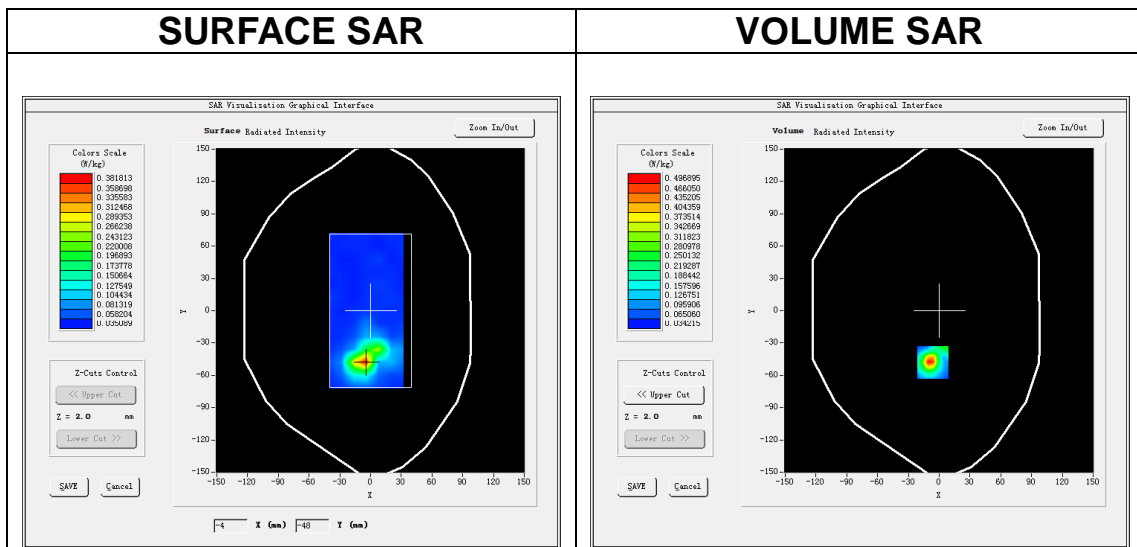 SURFACE SAR
SAR Visualisation Graphical Interface
Surface Radiated Intensity
Zoom In/Out
Colors Scale
(W/kg)
0.381813
0.358698
0.335583
0.312468
0.289353
0.266238
0.243123
0.220008
0.196893
0.173778
0.150664
0.127549
0.104434
0.081319
0.058204
0.035089
Z-Cuts Control
<< Upper Cut
Z = 2.0 mm
Lower Cut >>
SAVE Cancel
150
120
90
60
30
0
-30
-60
-90
-120
-150
Y
-150 -120 -90 -60 -30 0 30 60 90 120 150
X
-4 X (mm) -48 Y (mm)
VOLUME SAR
SAR Visualisation Graphical Interface
Volume Radiated Intensity
Zoom In/Out
Colors Scale
(W/kg)
0.496895
0.466050
0.435205
0.404359
0.373514
0.342669
0.311823
0.280978
0.250132
0.219287
0.188442
0.157596
0.126751
0.095906
0.065060
0.034215
Z-Cuts Control
<< Upper Cut
Z = 2.0 mm
Lower Cut >>
SAVE Cancel
150
120
90
60
30
0
-30
-60
-90
-120
-150
Y
-150 -120 -90 -60 -30 0 30 60 90 120 150
X